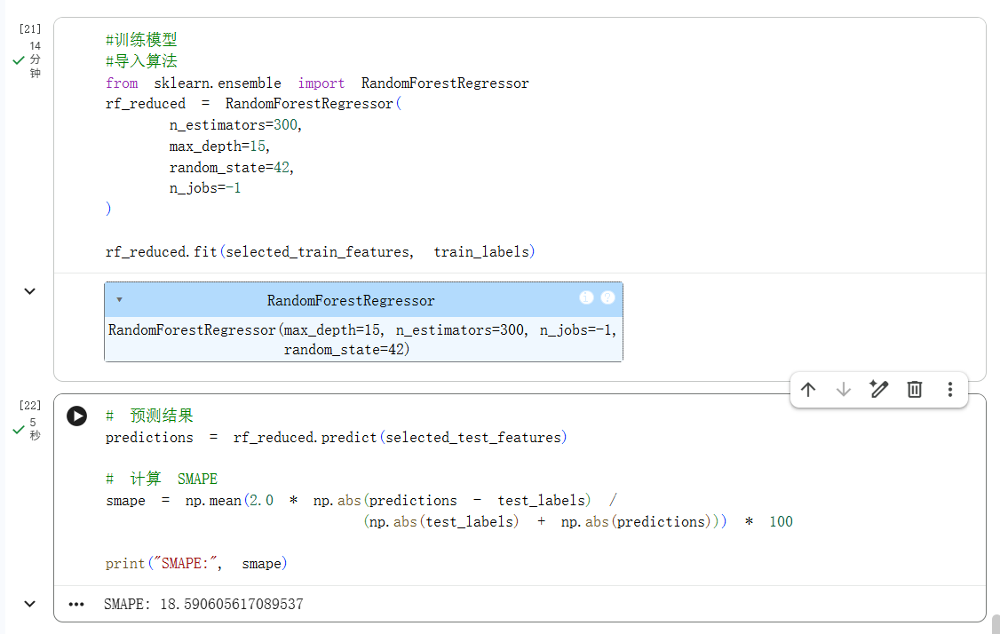 [21]
14
分
钟
#训练模型
#导入算法
from sklearn.ensemble import RandomForestRegressor
rf_reduced = RandomForestRegressor(
n_estimators=300,
max_depth=15,
random_state=42,
n_jobs=-1
)
rf_reduced.fit(selected_train_features, train_labels)
RandomForestRegressor
RandomForestRegressor(max_depth=15, n_estimators=300, n_jobs=-1,
random_state=42)
[22]
5
秒
# 预测结果
predictions = rf_reduced.predict(selected_test_features)
# 计算 SMAPE
smape = np.mean(2.0 * np.abs(predictions - test_labels) /
(np.abs(test_labels) + np.abs(predictions))) * 100
print("SMAPE:", smape)
SMAPE: 18.590605617089537